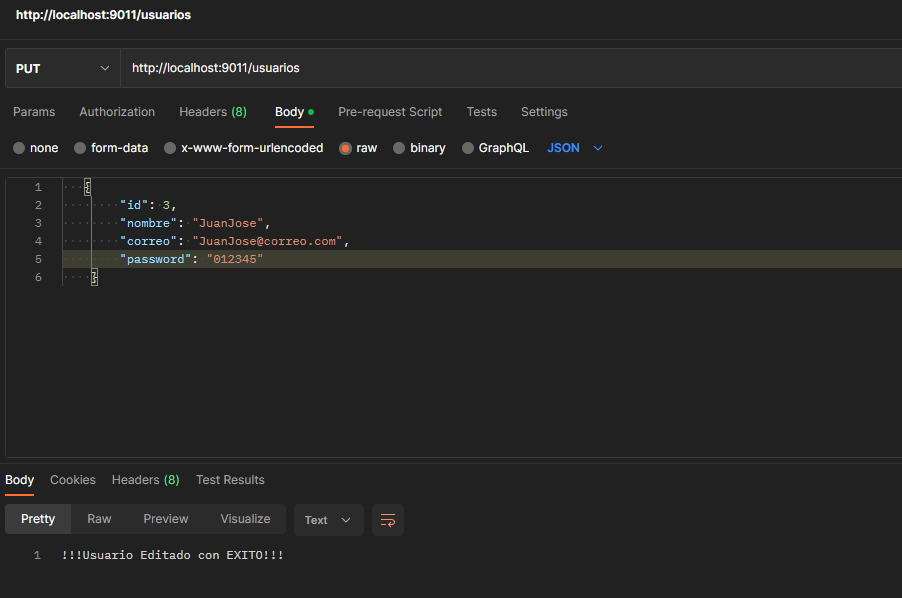 http://localhost:9011/usuarios
PUT http://localhost:9011/usuarios
Params Authorization Headers (8) Body Pre-request Script Tests Settings
none form-data x-www-form-urlencoded raw binary GraphQL JSON
1 {
2 "id": 3,
3 "nombre": "JuanJose",
4 "correo": "JuanJose@correo.com",
5 "password": "012345"
6 }
Body Cookies Headers (8) Test Results
Pretty Raw Preview Visualize Text
1 !!!Usuario Editado con EXITO!!!